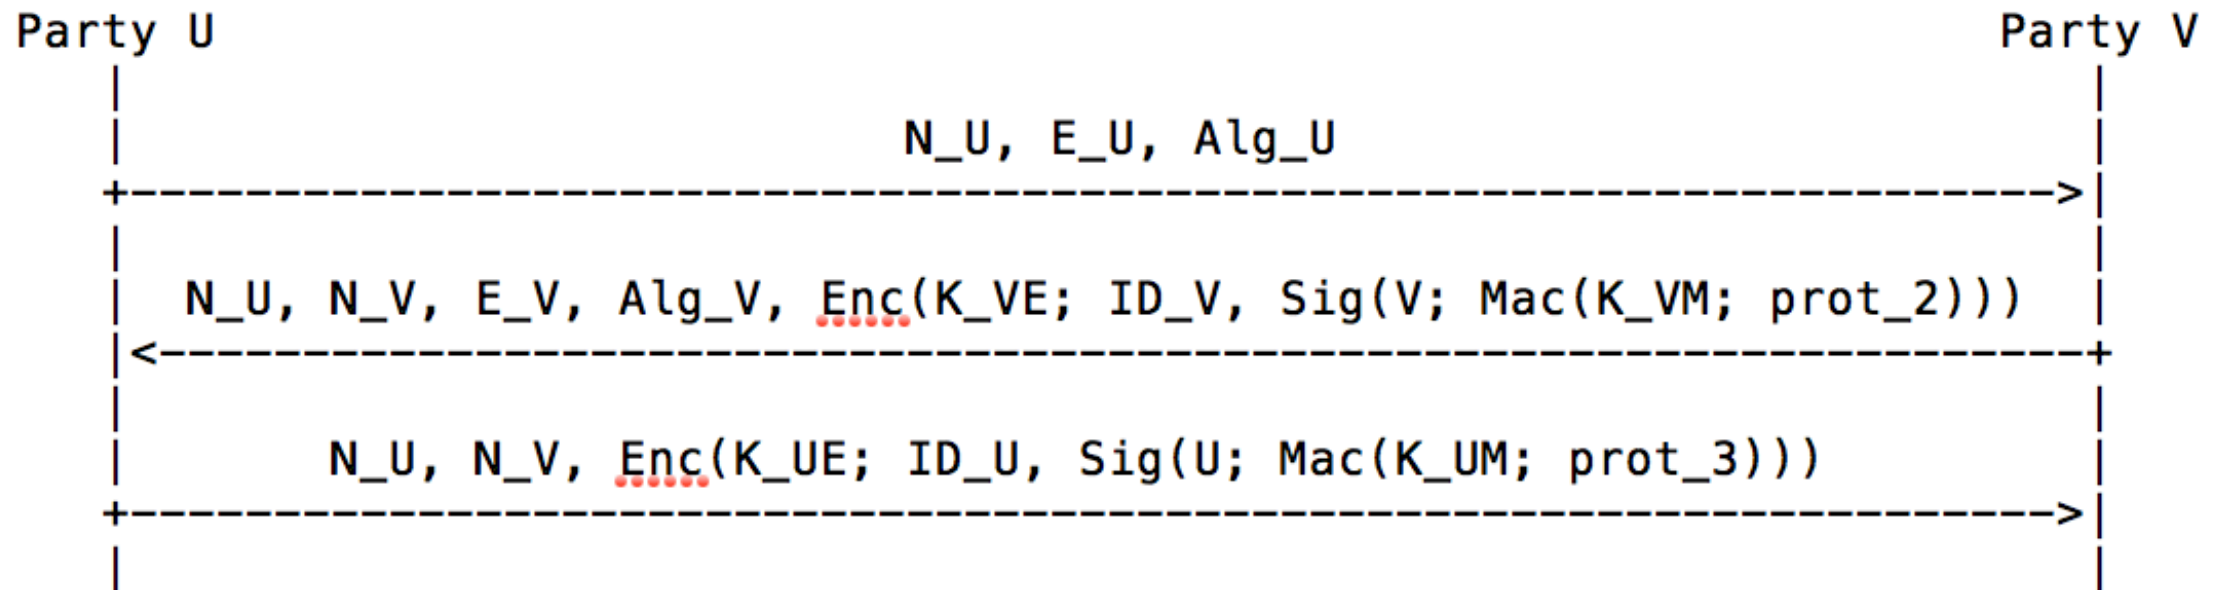 Party U Party V
N_U, E_U, Alg_U
N_U, N_V, E_V, Alg_V, Enc(K_VE; ID_V, Sig(V; Mac(K_VM; prot_2)))
N_U, N_V, Enc(K_UE; ID_U, Sig(U; Mac(K_UM; prot_3)))